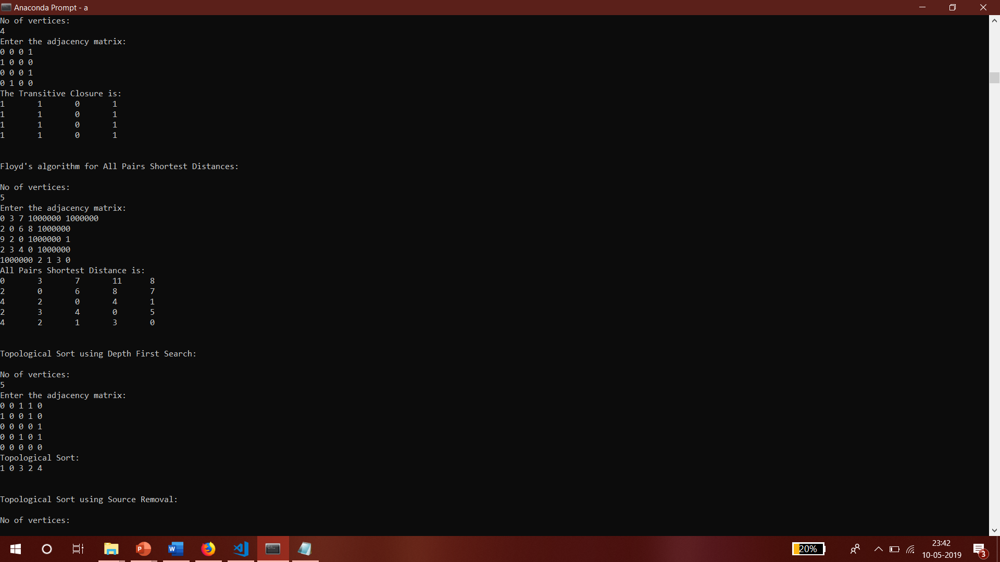 Anaconda Prompt - a
No of vertices:
4
Enter the adjacency matrix:
0 0 0 1
1 0 0 0
0 0 0 1
0 1 0 0
The Transitive Closure is:
1 1 0 1
1 1 0 1
1 1 0 1
1 1 0 1
Floyd's algorithm for All Pairs Shortest Distances:
No of vertices:
5
Enter the adjacency matrix:
0 3 7 1000000 1000000
2 0 6 8 1000000
9 2 0 1000000 1
2 3 4 0 1000000
1000000 2 1 3 0
All Pairs Shortest Distance is:
0 3 7 11 8
2 0 6 8 7
4 2 0 4 1
2 3 4 0 5
4 2 1 3 0
Topological Sort using Depth First Search:
No of vertices:
5
Enter the adjacency matrix:
0 0 1 1 0
1 0 0 1 0
0 0 0 0 1
0 0 1 0 1
0 0 0 0 0
Topological Sort:
1 0 3 2 4
Topological Sort using Source Removal:
No of vertices:
20%
23:42
10-05-2019
3